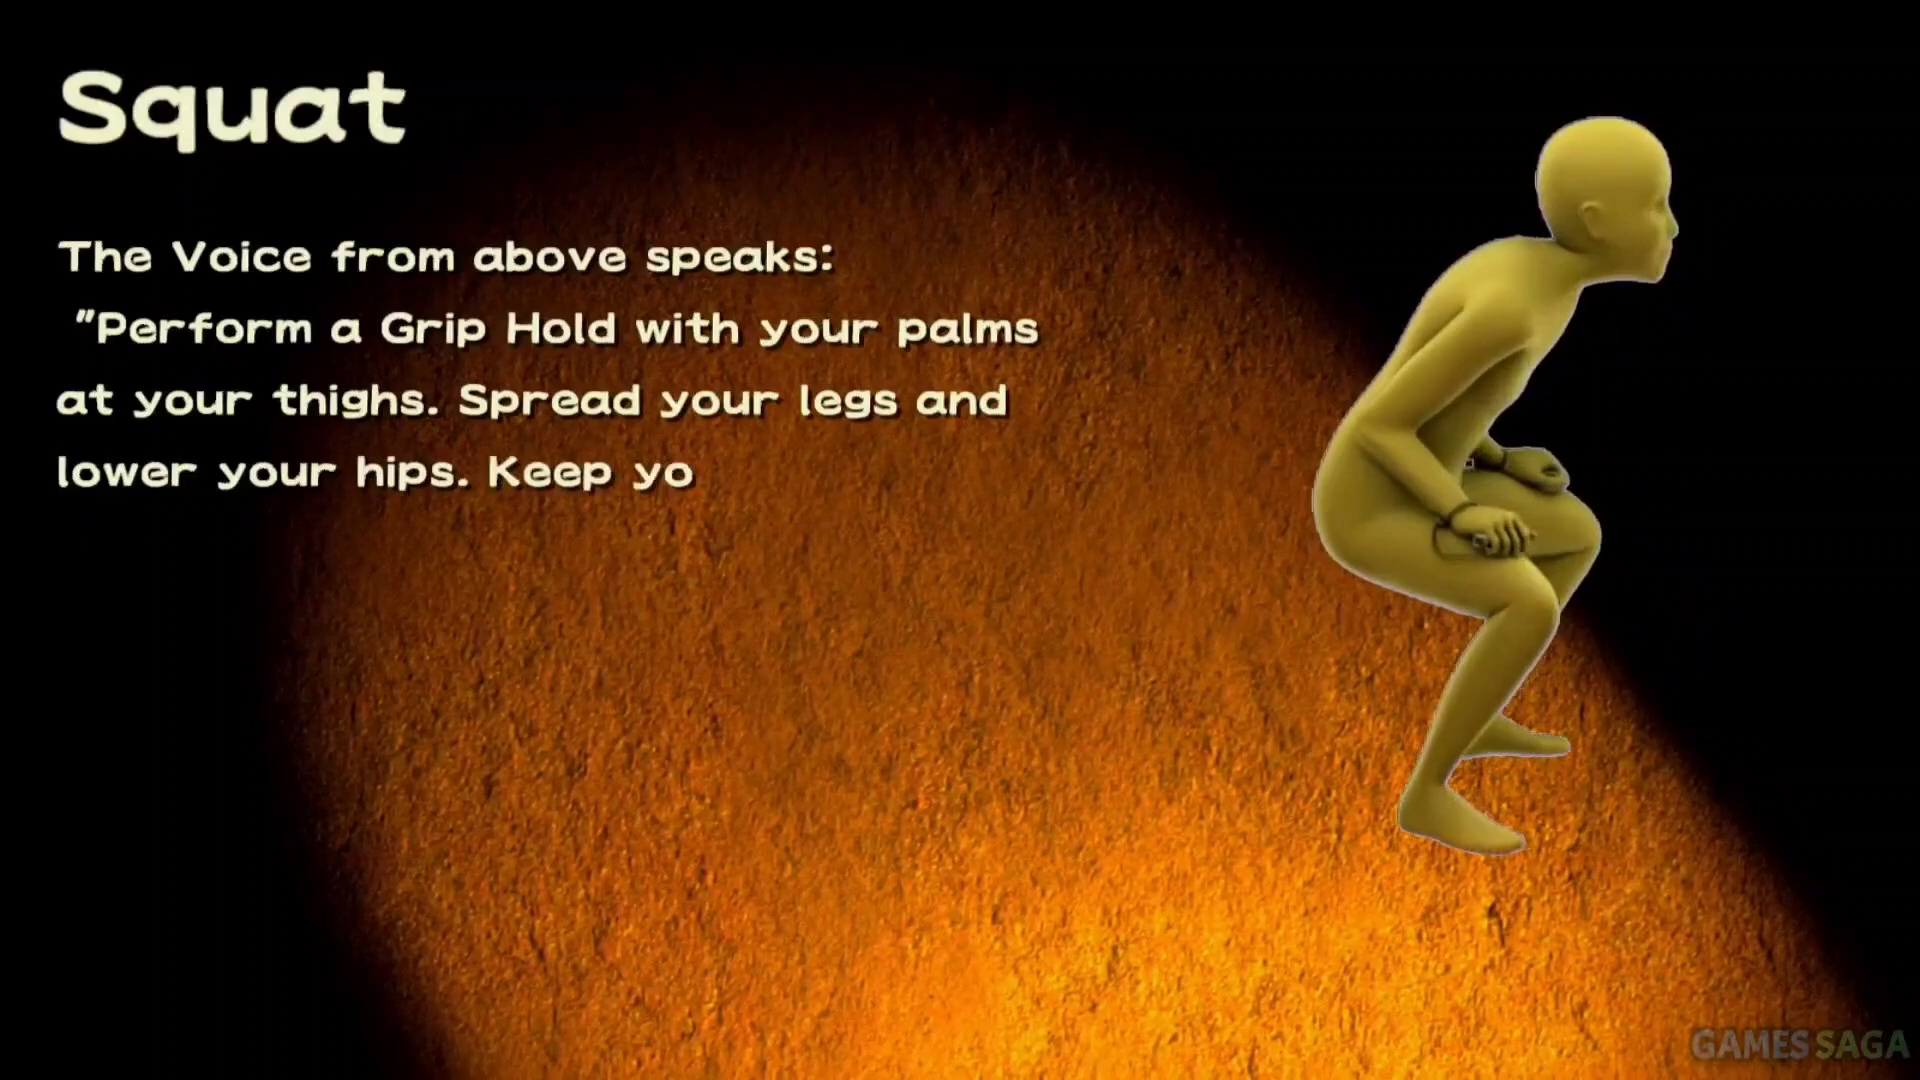 Squat
The Voice from above speaks:
"Perform a Grip Hold with your palms
at your thighs. Spread your legs and
lower your hips. Keep yo
GAMES SAGA